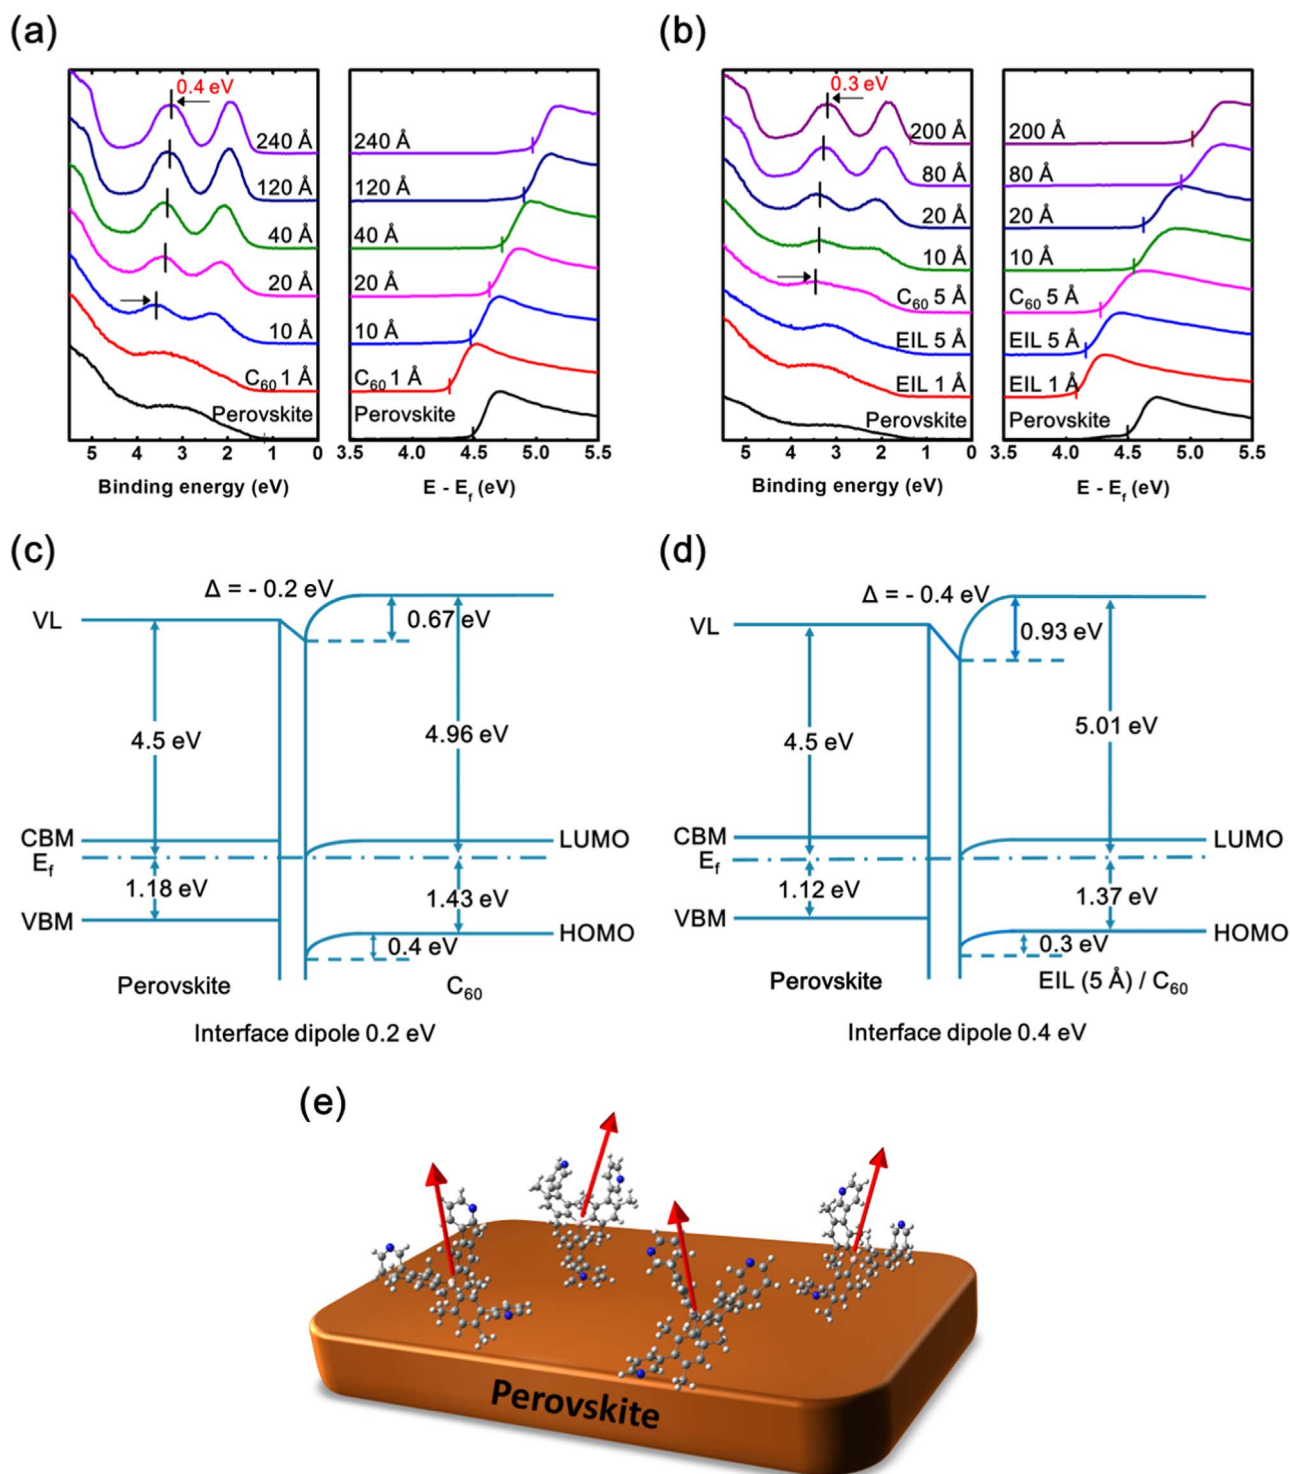 (a)
0.4 eV
240 Å
120 Å
40 Å
20 Å
10 Å
C₆₀ 1 Å
Perovskite
5 4 3 2 1 0
Binding energy (eV)
240 Å
120 Å
40 Å
20 Å
10 Å
C₆₀ 1 Å
Perovskite
3.5 4.0 4.5 5.0 5.5
E - E_f (eV)
(b)
0.3 eV
200 Å
80 Å
20 Å
10 Å
C₆₀ 5 Å
EIL 5 Å
EIL 1 Å
Perovskite
5 4 3 2 1 0
Binding energy (eV)
200 Å
80 Å
20 Å
10 Å
C₆₀ 5 Å
EIL 5 Å
EIL 1 Å
Perovskite
3.5 4.0 4.5 5.0 5.5
E - E_f (eV)
(c)
Δ = - 0.2 eV
VL
0.67 eV
4.5 eV
4.96 eV
CBM
LUMO
E_f
1.18 eV
1.43 eV
VBM
HOMO
0.4 eV
Perovskite
C₆₀
Interface dipole 0.2 eV
(d)
Δ = - 0.4 eV
VL
0.93 eV
4.5 eV
5.01 eV
CBM
LUMO
E_f
1.12 eV
1.37 eV
VBM
HOMO
0.3 eV
Perovskite
EIL (5 Å) / C₆₀
Interface dipole 0.4 eV
(e)
Perovskite